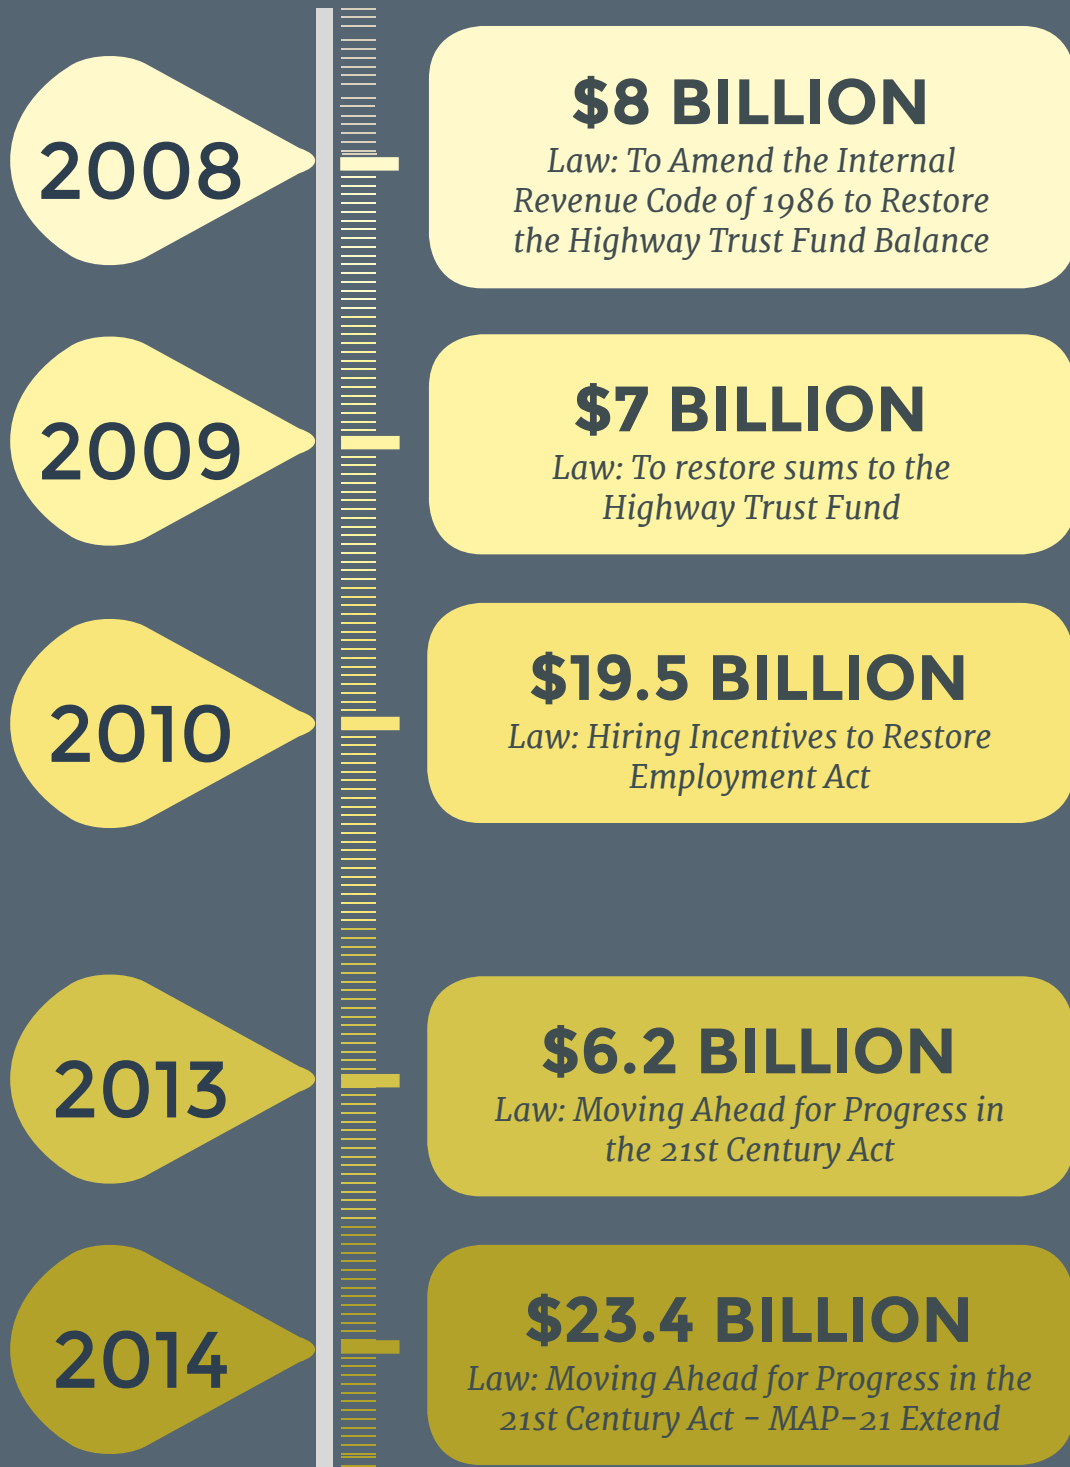 2008
$8 BILLION
Law: To Amend the Internal
Revenue Code of 1986 to Restore
the Highway Trust Fund Balance
2009
$7 BILLION
Law: To restore sums to the
Highway Trust Fund
2010
$19.5 BILLION
Law: Hiring Incentives to Restore
Employment Act
2013
$6.2 BILLION
Law: Moving Ahead for Progress in
the 21st Century Act
2014
$23.4 BILLION
Law: Moving Ahead for Progress in the
21st Century Act - MAP-21 Extend